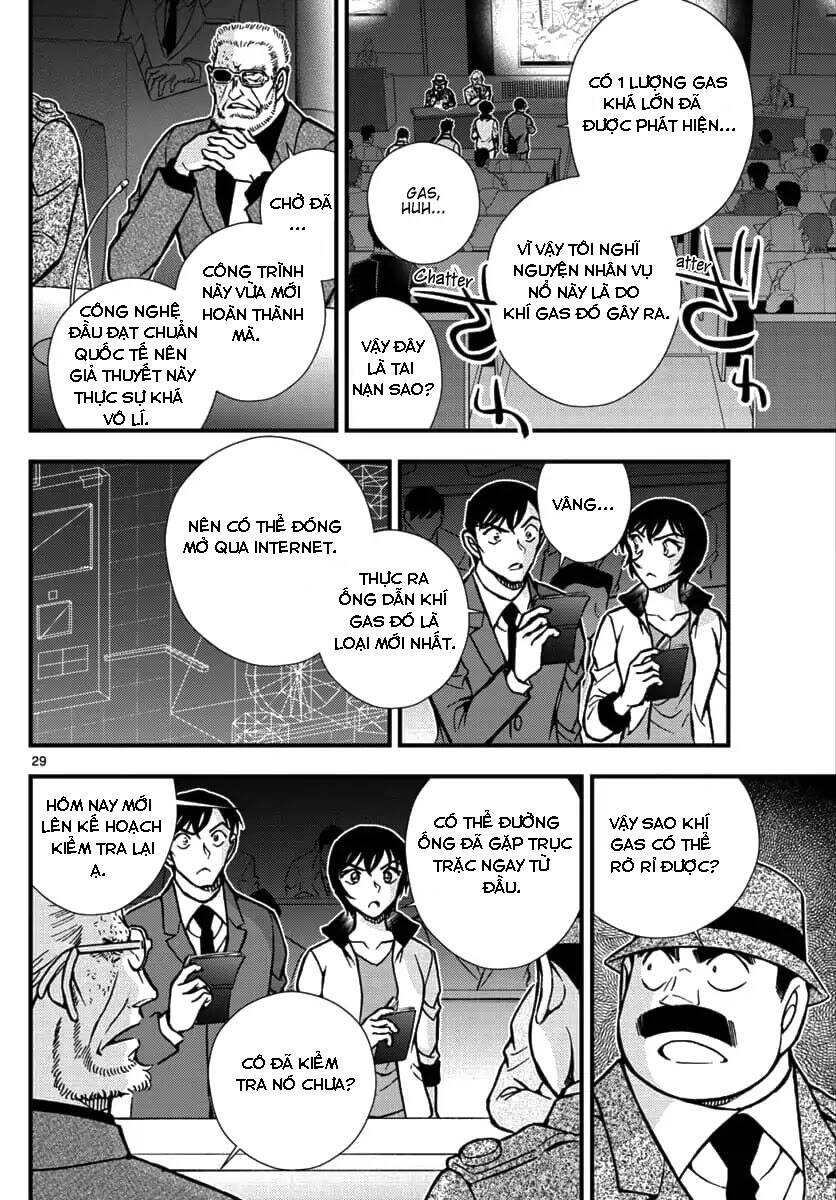 CÓ 1 LƯỢNG GAS
KHÁ LỚN ĐÃ
ĐƯỢC PHÁT HIỆN...
VÌ VẬY TÔI NGHĨ
NGUYÊN NHÂN VỤ
NỔ NÀY LÀ DO
KHÍ GAS ĐÓ GÂY RA.
GAS,
HUH...
Chatter
hatter
ざわ
ざわ
VẬY ĐÂY
LÀ TAI
NẠN SAO?
CHỜ ĐÃ
...
CÔNG TRÌNH
NÀY VỪA MỚI
HOÀN THÀNH
MÀ.
CÔNG NGHỆ
ĐẦU ĐẠT CHUẨN
QUỐC TẾ NÊN
GIẢ THUYẾT NÀY
THỰC SỰ KHÁ
VÔ LÍ.
VÂNG...
THỰC RA
ỐNG DẪN KHÍ
GAS ĐÓ LÀ
LOẠI MỚI NHẤT.
NÊN CÓ THỂ ĐÓNG
MỞ QUA INTERNET.
29
VẬY SAO KHÍ
GAS CÓ THỂ
RÒ RỈ ĐƯỢC?
CÓ THỂ ĐƯỜNG
ỐNG ĐÃ GẶP TRỤC
TRẶC NGAY TỪ
ĐẦU.
CÔ ĐÃ KIỂM
TRA NÓ CHƯA?
HÔM NAY MỚI
LÊN KẾ HOẠCH
KIỂM TRA LẠI
Ạ.